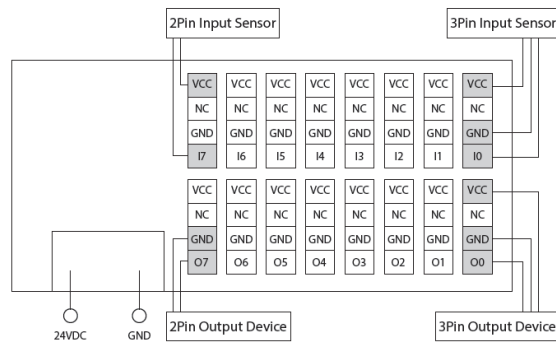 2Pin Input Sensor 3Pin Input Sensor
VCC VCC VCC VCC VCC VCC VCC VCC
NC NC NC NC NC NC NC NC
GND GND GND GND GND GND GND GND
I7 I6 I5 I4 I3 I2 I1 I0
VCC VCC VCC VCC VCC VCC VCC VCC
NC NC NC NC NC NC NC NC
GND GND GND GND GND GND GND GND
O7 O6 O5 O4 O3 O2 O1 O0
24VDC GND 2Pin Output Device 3Pin Output Device